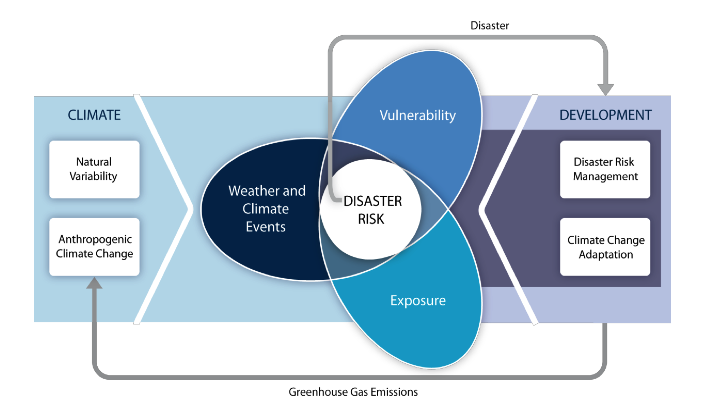 Disaster
CLIMATE
Natural
Variability
Anthropogenic
Climate Change
Weather and
Climate
Events
Vulnerability
DISASTER
RISK
Exposure
DEVELOPMENT
Disaster Risk
Management
Climate Change
Adaptation
Greenhouse Gas Emissions